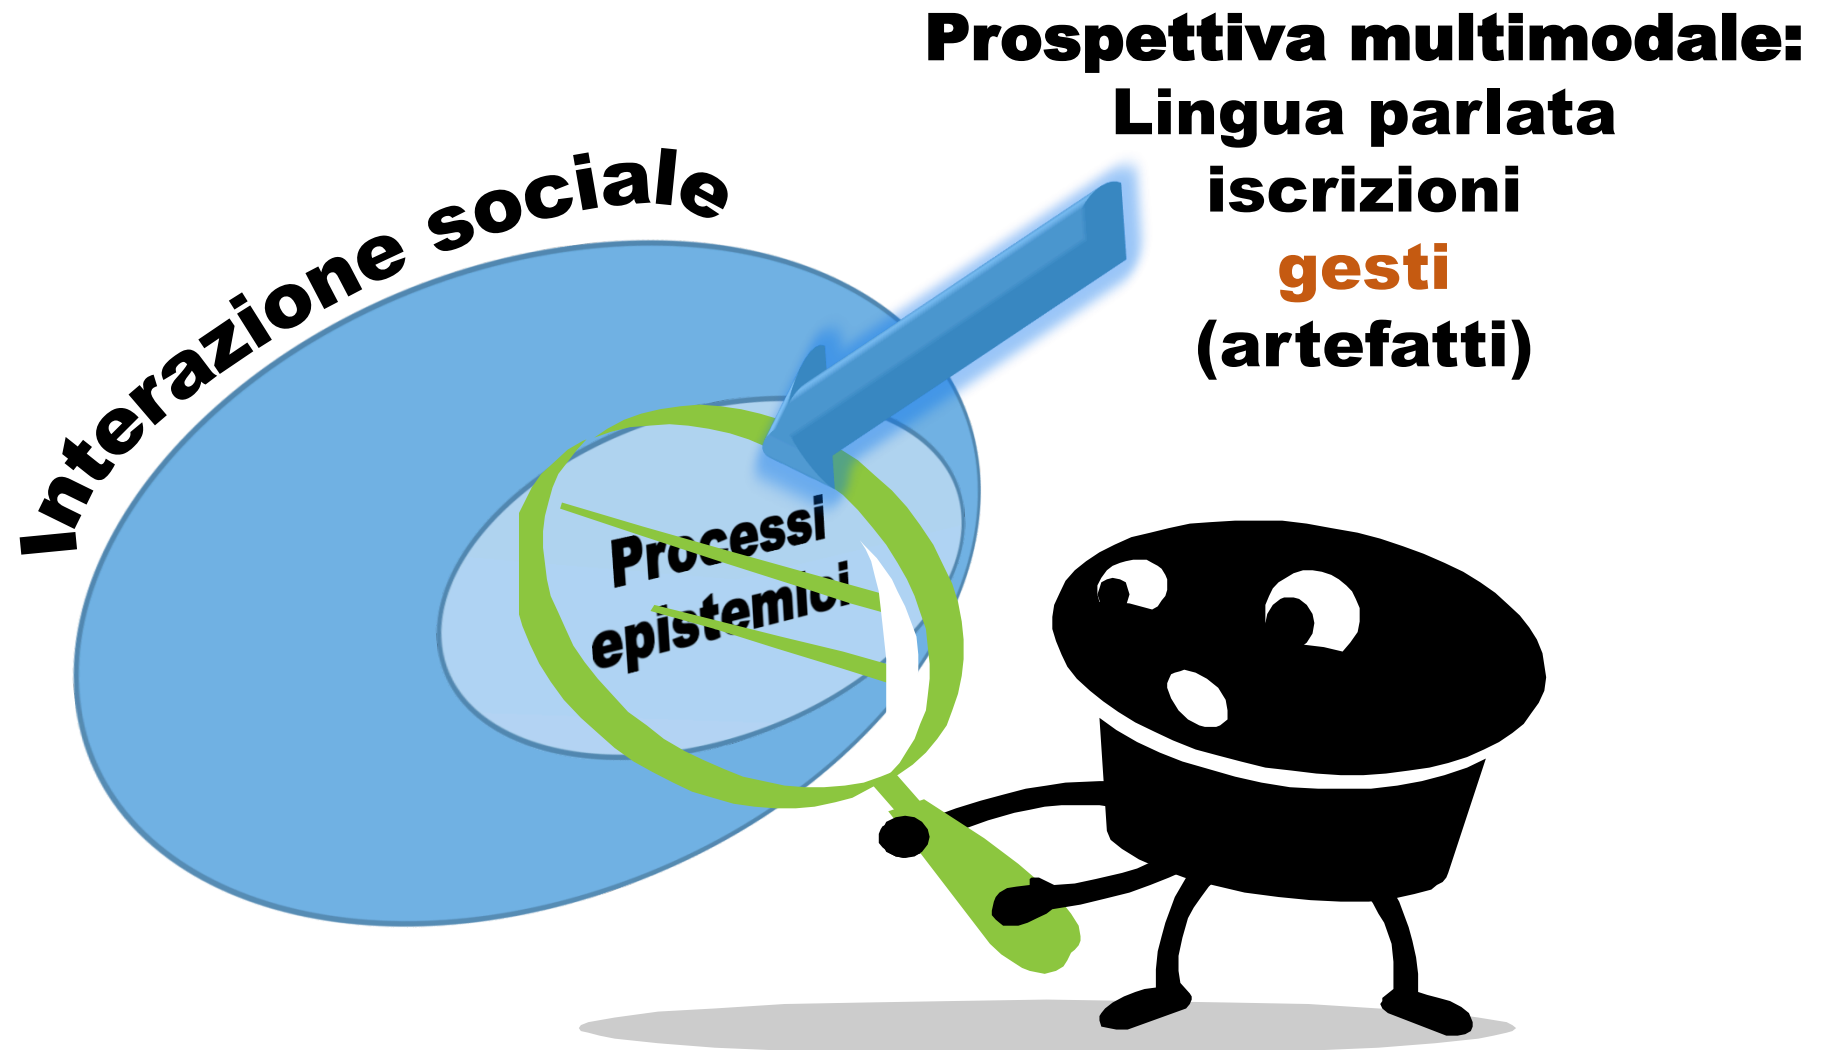 Prospettiva multimodale:
Lingua parlata
iscrizioni
gesti
(artefatti)
Interazione sociale
Processi
epistemici